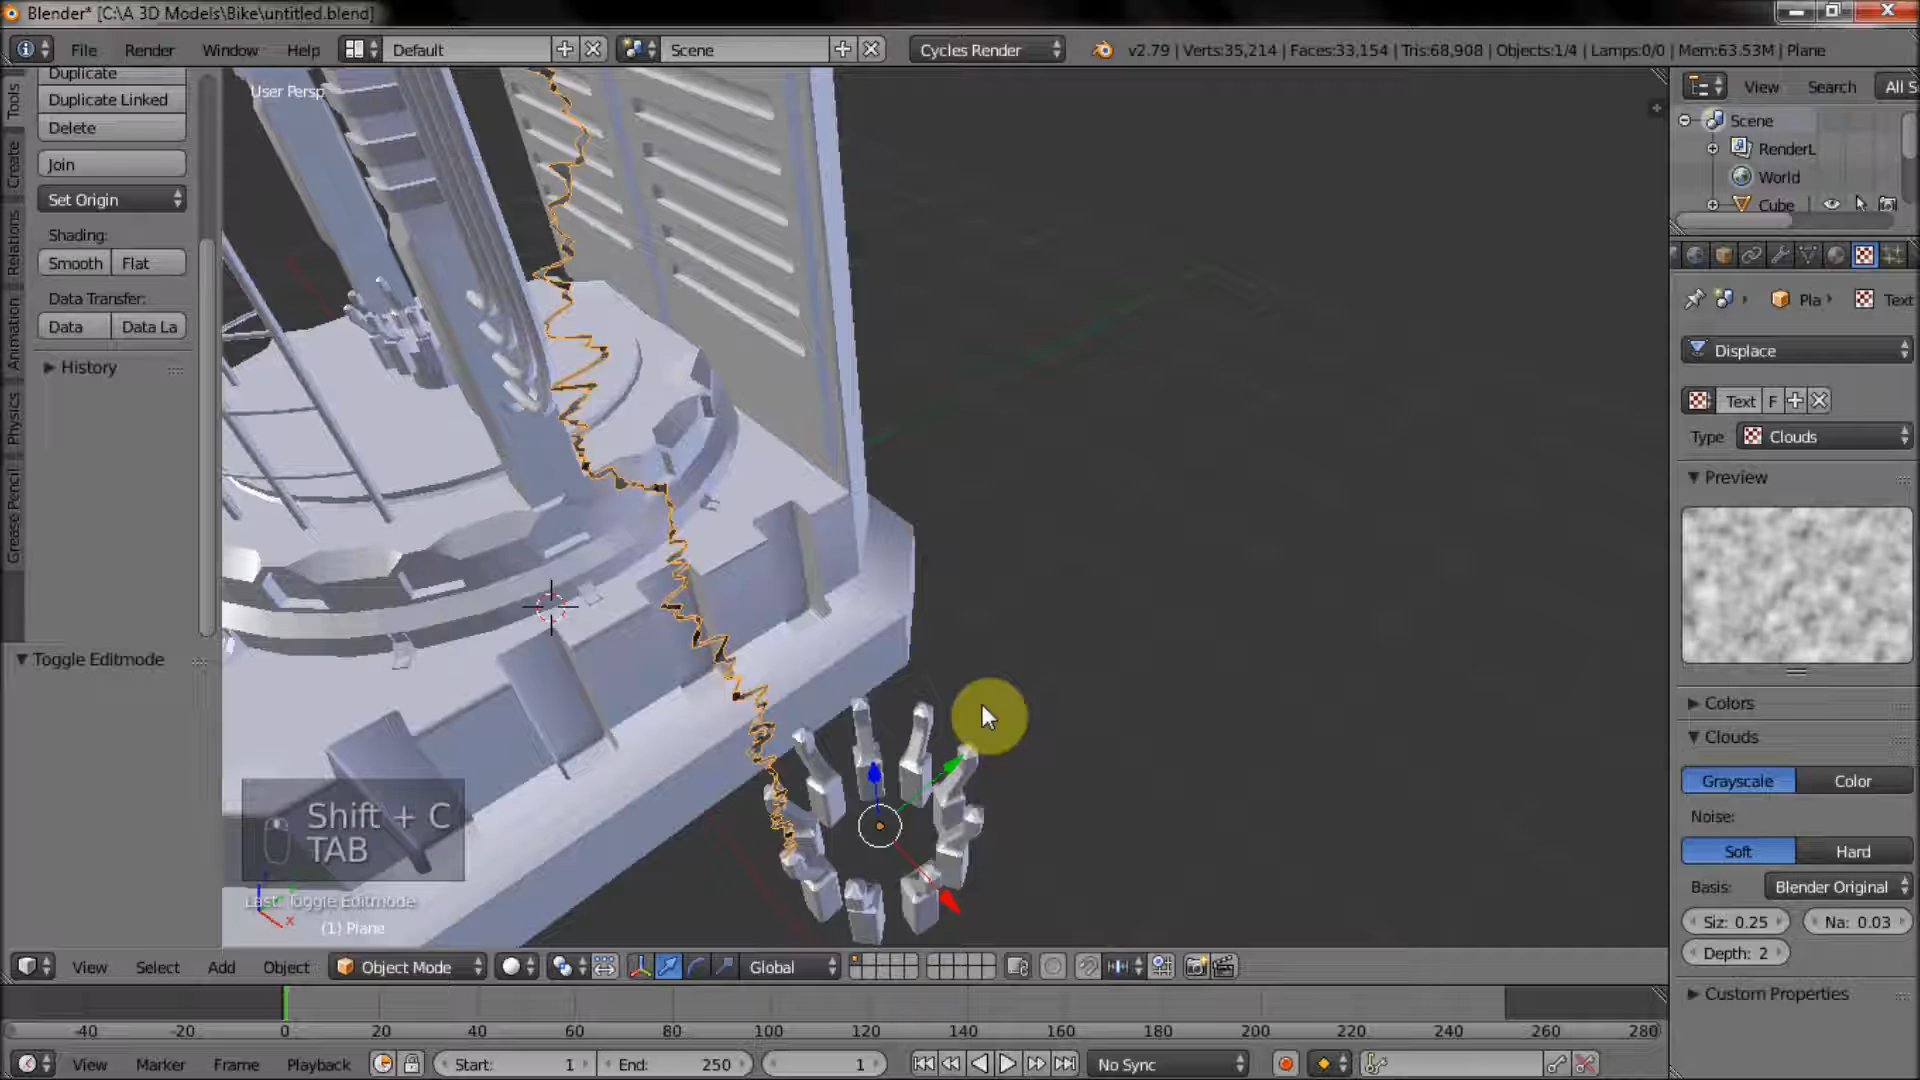 Blender* [C:\A 3D Models\Bike\untitled.blend]
File Render Window Help Default Scene Cycles Render v2.79 | Verts:35,214 | Faces:33,154 | Tris:68,908 | Objects:1/4 | Lamps:0/0 | Mem:63.53M | Plane
Tools
Create
Relations
Animation
Physics
Grease Pencil
Duplicate
Duplicate Linked
Delete
Join
Set Origin
Shading:
Smooth Flat
Data Transfer:
Data Data La
History
Toggle Editmode
User Persp
Shift + C
TAB
Last: Toggle Editmode
x
(1) Plane
View Search All S
Scene
RenderL
World
Cube
Pla Text
Displace
Text F
Type Clouds
Preview
Colors
Clouds
Grayscale Color
Noise:
Soft Hard
Basis: Blender Original
Siz: 0.25 Na: 0.03
Depth: 2
Custom Properties
View Select Add Object Object Mode Global
-40 -20 0 20 40 60 80 100 120 140 160 180 200 220 240 260 280
View Marker Frame Playback Start: 1 End: 250 1 No Sync